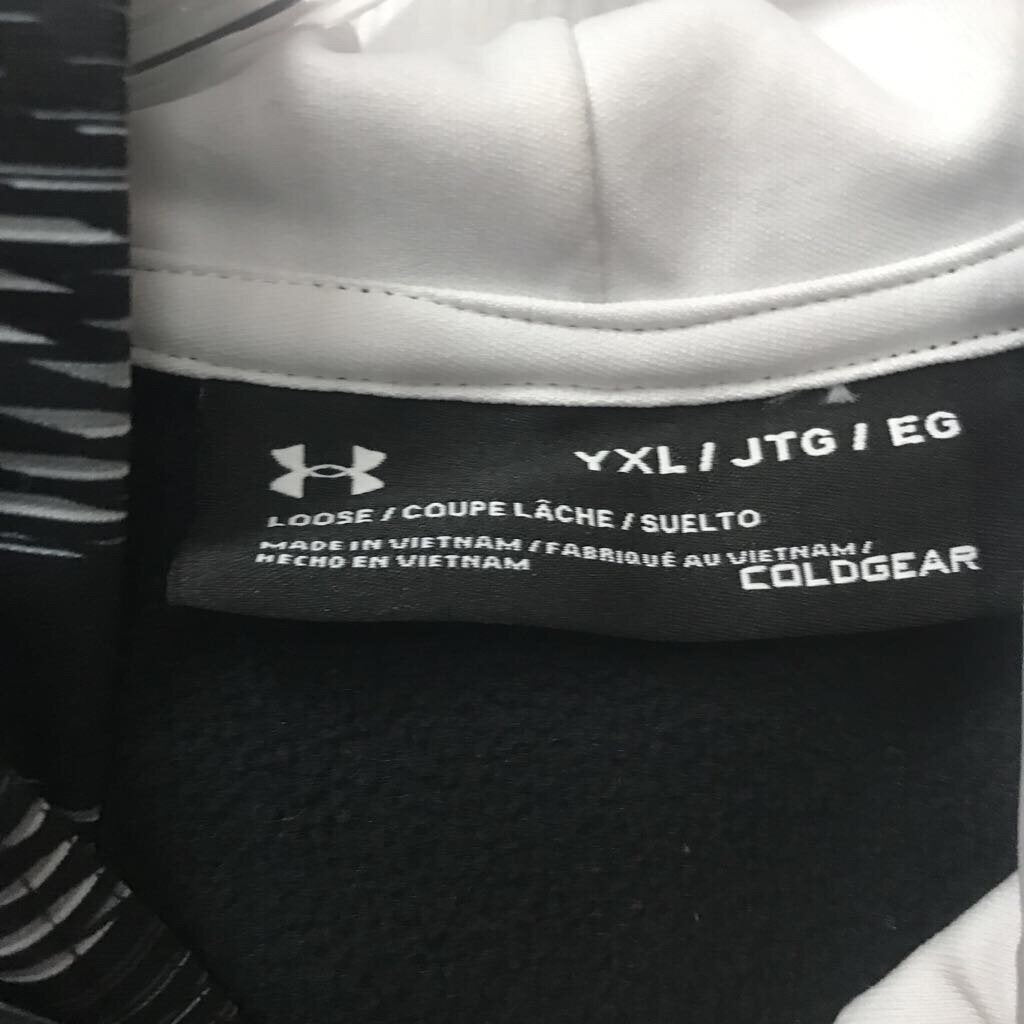 YXL / JTG / EG
LOOSE / COUPE LÂCHE / SUELTO
MADE IN VIETNAM / FABRIQUÉ AU VIETNAM /
HECHO EN VIETNAM
COLDGEAR